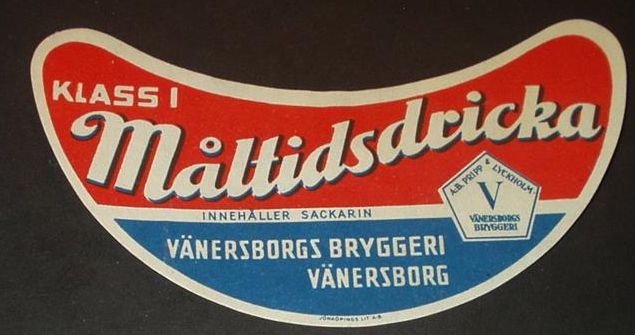 KLASS I
Måltidsdricka
INNEHÅLLER SACKARIN
A.B. PRIPP & LYCKHOLM
V
VÄNERSBORGS
BRYGGERI
VÄNERSBORGS BRYGGERI
VÄNERSBORG
JÖNKÖPINGS LIT. A.B.